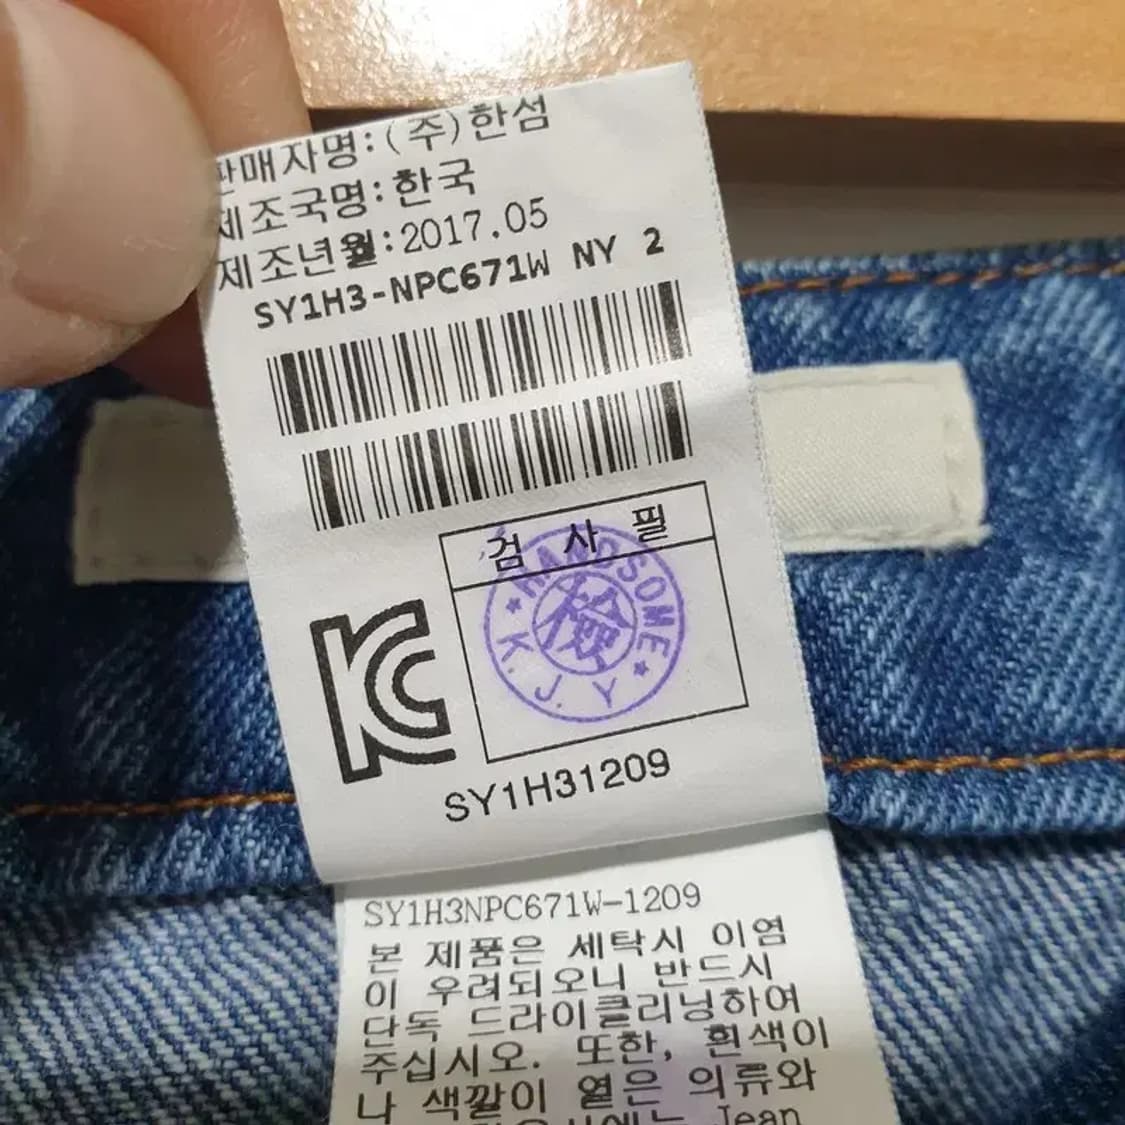 판매자명:(주)한섬
제조국명:한국
제조년월:2017.05
SY1H3-NPC671W NY 2
검 사 필
HANDSOME
檢
K.J.Y
KC
SY1H31209
SY1H3NPC671W-1209
본 제품은 세탁시 이염
이 우려되오니 반드시
단독 드라이클리닝하여
주십시오. 또한, 흰색이
나 색깔이 옅은 의류와
Jean